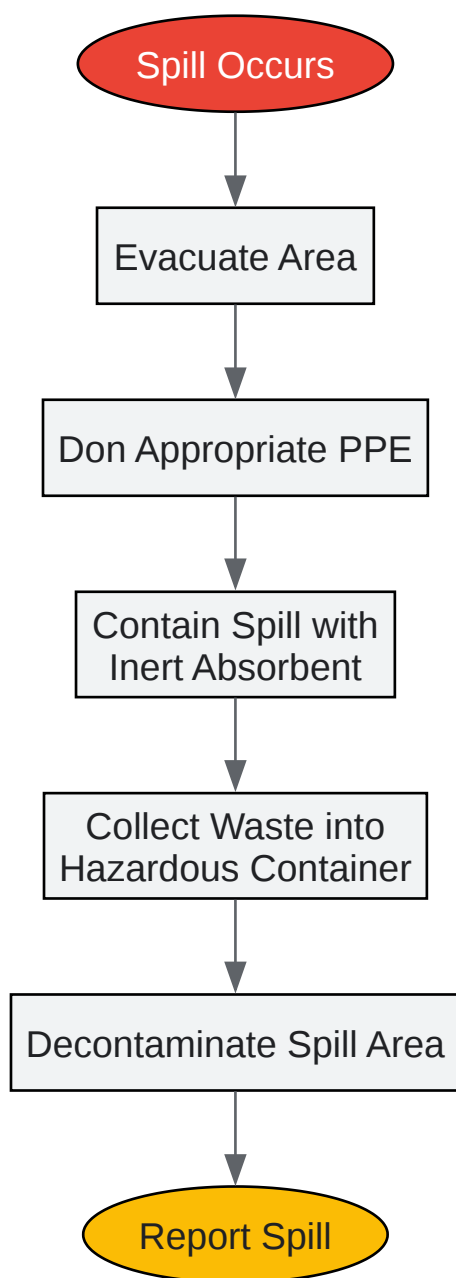 Spill Occurs
Evacuate Area
Don Appropriate PPE
Contain Spill with
Inert Absorbent
Collect Waste into
Hazardous Container
Decontaminate Spill Area
Report Spill